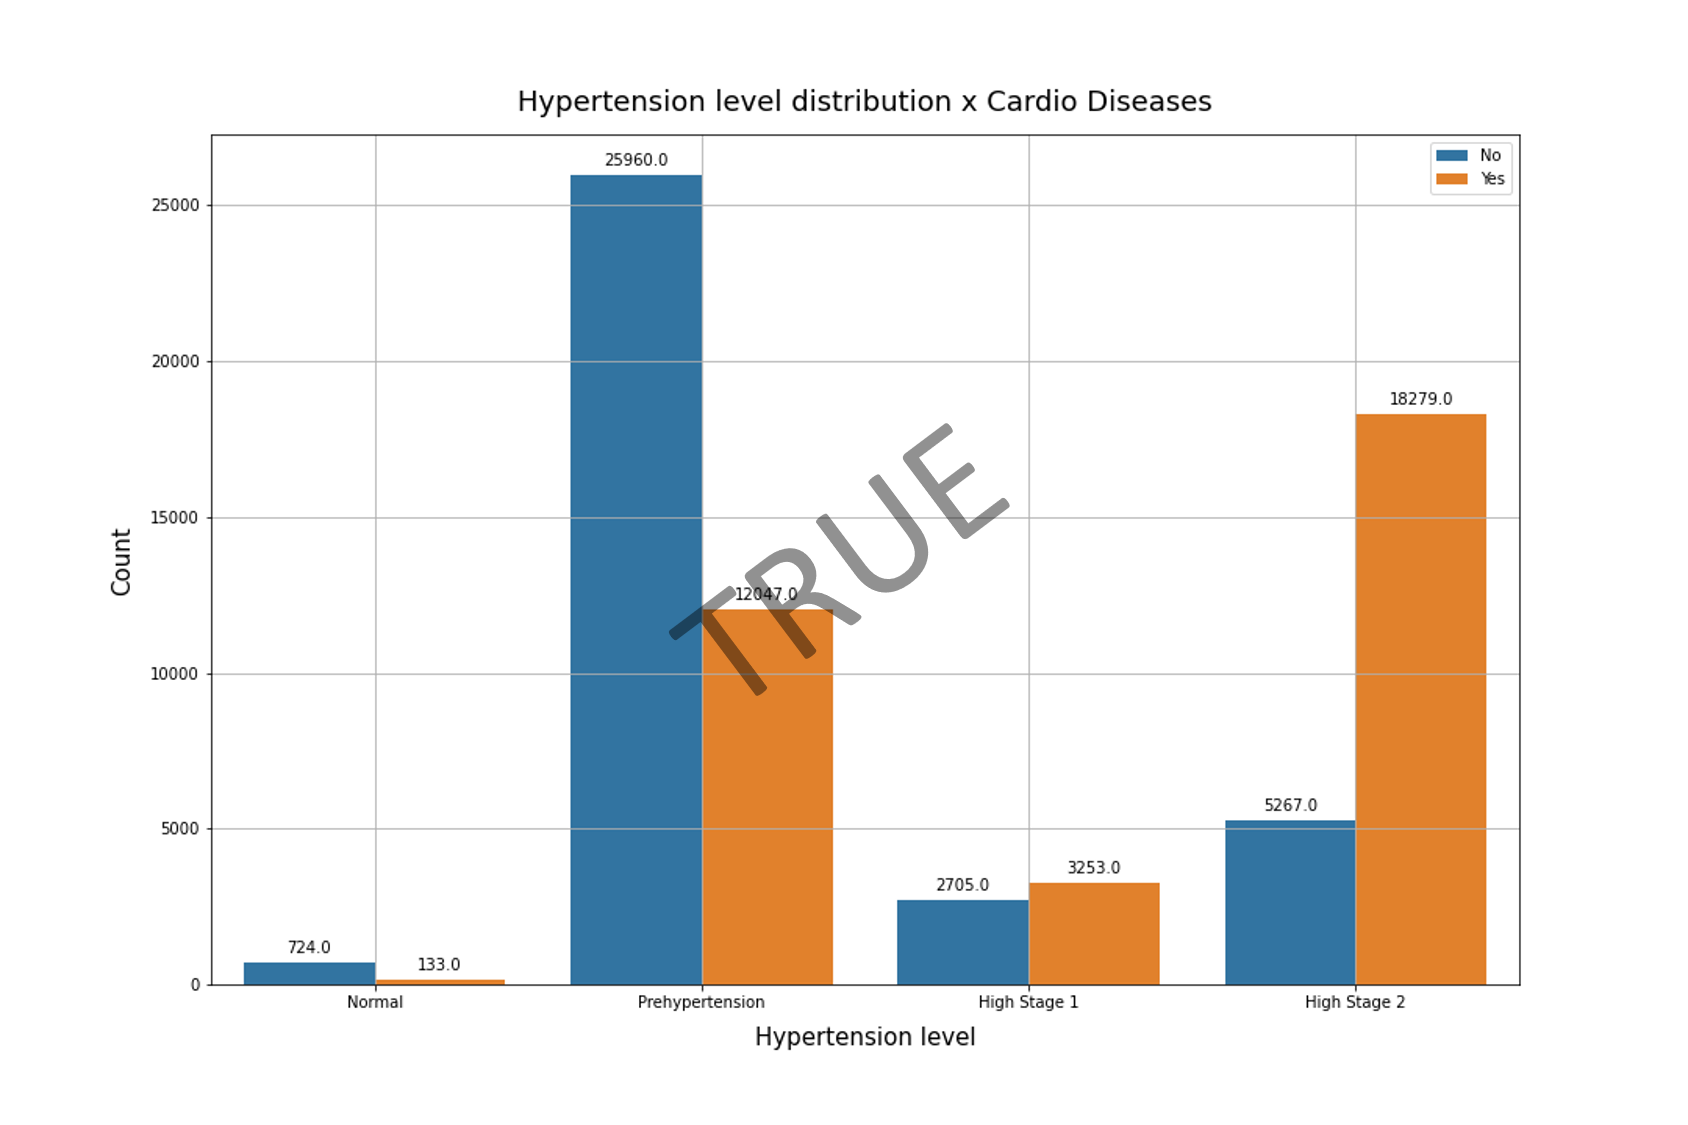 Hypertension level distribution x Cardio Diseases
No
Yes
25960.0
25000
20000
18279.0
15000
TRUE
Count
12047.0
10000
5267.0
5000
3253.0
2705.0
724.0
133.0
0
Normal Prehypertension High Stage 1 High Stage 2
Hypertension level